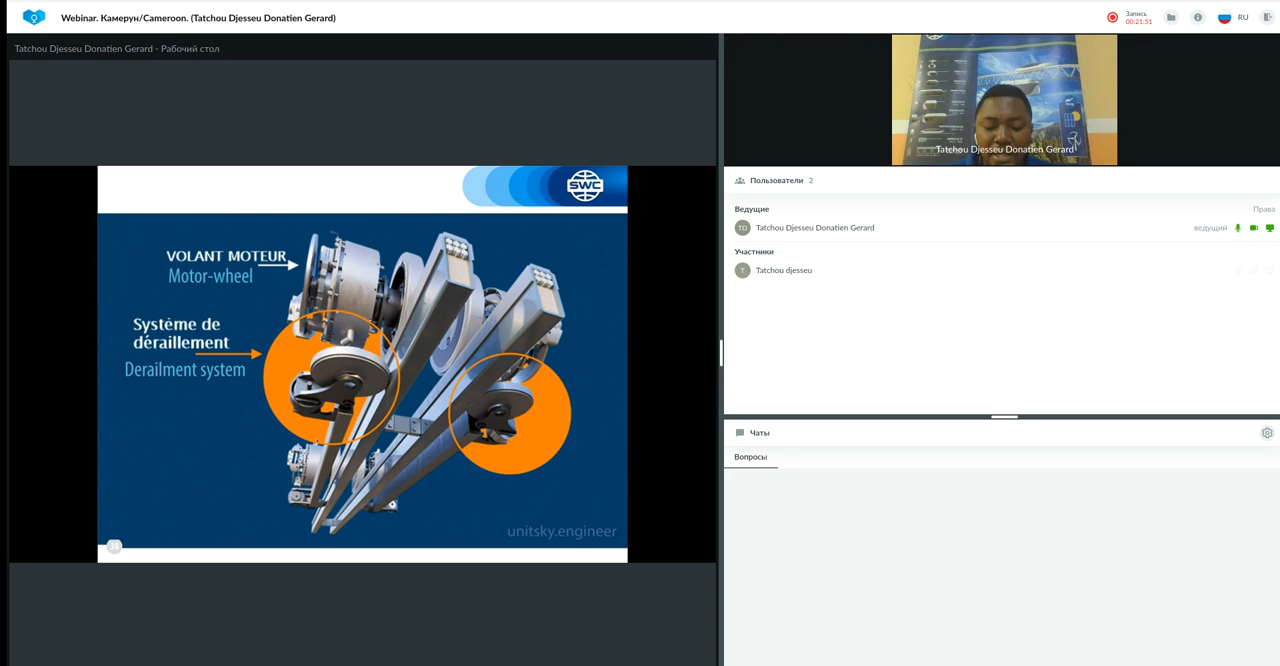 Webinar. Камерун/Cameroon. (Tatchou Djesseu Donatien Gerard)
Запись
00:21:51
RU
Tatchou Djesseu Donatien Gerard - Рабочий стол
SWC
VOLANT MOTEUR
Motor-wheel
Système de
déraillement
Derailment system
unitsky.engineer
Tatchou Djesseu Donatien Gerard
Пользователи 2
Ведущие Права
TD Tatchou Djesseu Donatien Gerard ведущий
Участники
T Tatchou djesseu
Чаты
Вопросы